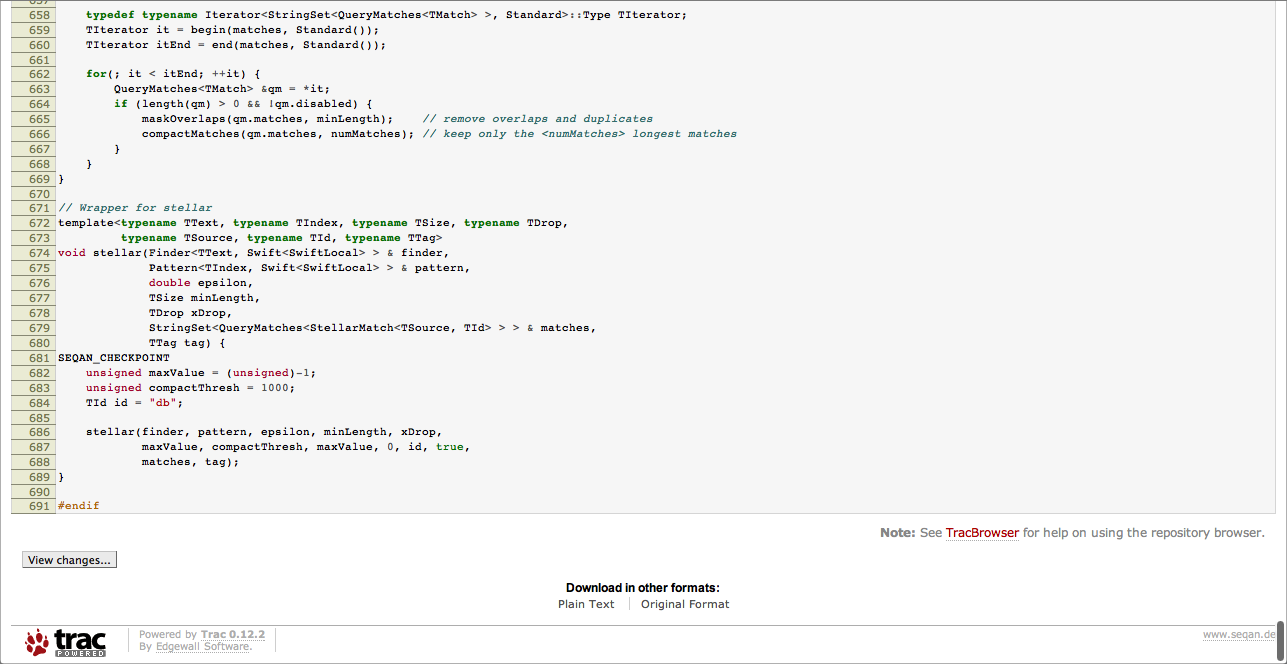 658 typedef typename Iterator<StringSet<QueryMatches<TMatch> >, Standard>::Type TIterator;
659 TIterator it = begin(matches, Standard());
660 TIterator itEnd = end(matches, Standard());
661
662 for(; it < itEnd; ++it) {
663 QueryMatches<TMatch> &qm = *it;
664 if (length(qm) > 0 && !qm.disabled) {
665 maskOverlaps(qm.matches, minLength); // remove overlaps and duplicates
666 compactMatches(qm.matches, numMatches); // keep only the <numMatches> longest matches
667 }
668 }
669 }
670
671 // Wrapper for stellar
672 template<typename TText, typename TIndex, typename TSize, typename TDrop,
673 typename TSource, typename TId, typename TTag>
674 void stellar(Finder<TText, Swift<SwiftLocal> > & finder,
675 Pattern<TIndex, Swift<SwiftLocal> > & pattern,
676 double epsilon,
677 TSize minLength,
678 TDrop xDrop,
679 StringSet<QueryMatches<StellarMatch<TSource, TId> > > & matches,
680 TTag tag) {
681 SEQAN_CHECKPOINT
682 unsigned maxValue = (unsigned)-1;
683 unsigned compactThresh = 1000;
684 TId id = "db";
685
686 stellar(finder, pattern, epsilon, minLength, xDrop,
687 maxValue, compactThresh, maxValue, 0, id, true,
688 matches, tag);
689 }
690
691 #endif
Note: See TracBrowser for help on using the repository browser.
View changes...
Download in other formats:
Plain Text
Original Format
trac
POWERED
Powered by Trac 0.12.2
By Edgewall Software.
www.seqan.de